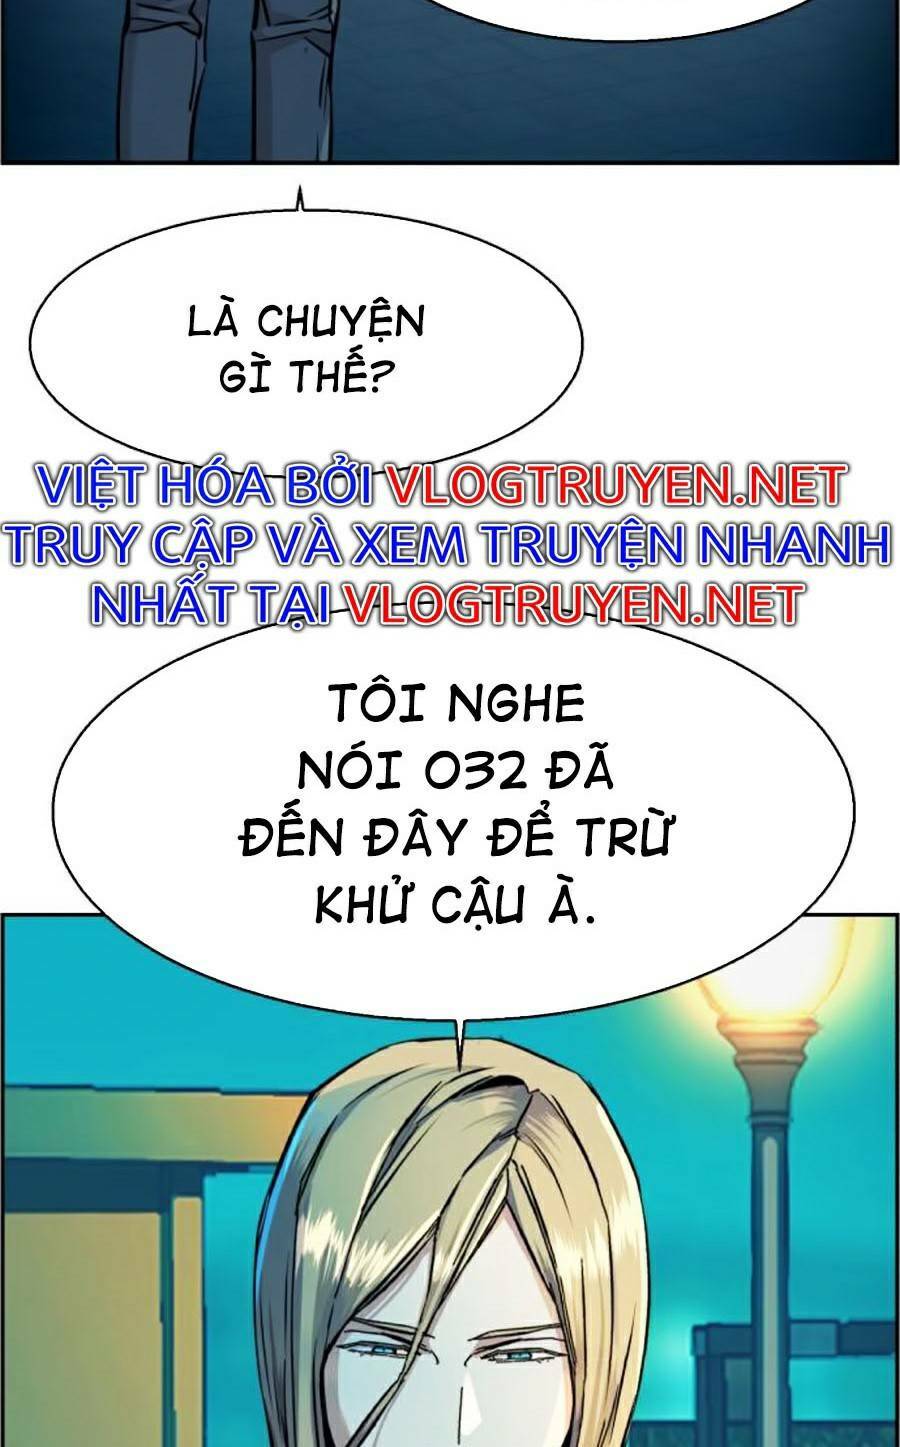 LÀ CHUYỆN
GÌ THẾ?
VIỆT HÓA BỞI VLOGTRUYEN.NET
TRUY CẬP VÀ XEM TRUYỆN NHANH
NHẤT TẠI VLOGTRUYEN.NET
TÔI NGHE
NÓI 032 ĐÃ
ĐẾN ĐÂY ĐỂ TRỪ
KHỬ CẬU À.